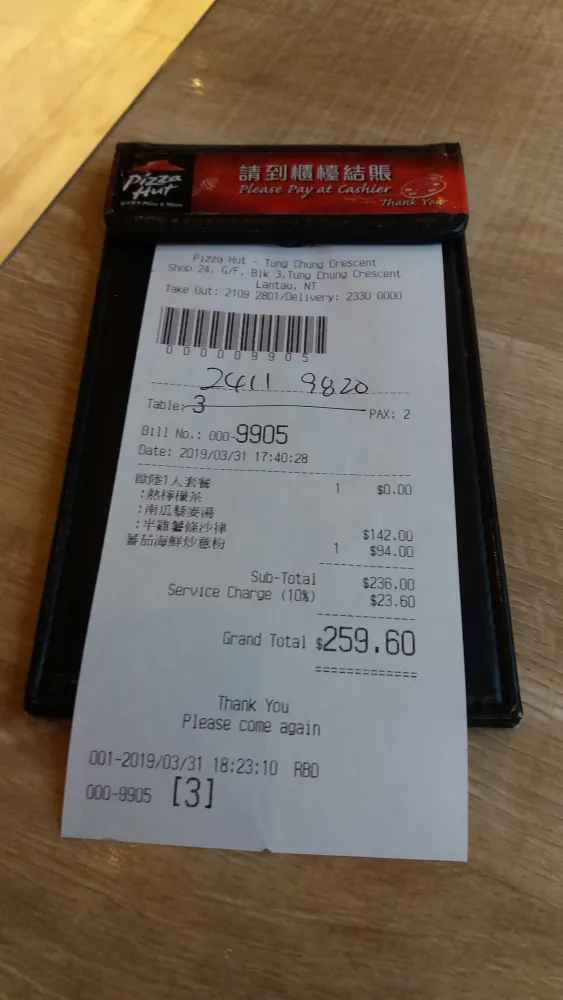 Pizza Hut
請到櫃檯結賬
Please Pay at Cashier
Thank You
Pizza Hut - Tung Chung Crescent
Shop 24, G/F, Blk 3,Tung Chung Crescent
Lantau, NT
Take Out: 2109 2801/Delivery: 2330 0000
000009905
2411 9820
Table: 3 PAX: 2
Bill No.: 000-9905
Date: 2019/03/31 17:40:28
歐陸1人套餐 1 $0.00
:熱檸檬茶
:南瓜藜麥湯
:半雞蟹條沙律 $142.00
蕃茄海鮮炒意粉 1 $94.00
Sub-Total $236.00
Service Charge (10%) $23.60
Grand Total $259.60
Thank You
Please come again
001-2019/03/31 18:23:10 RBD
000-9905 [3]